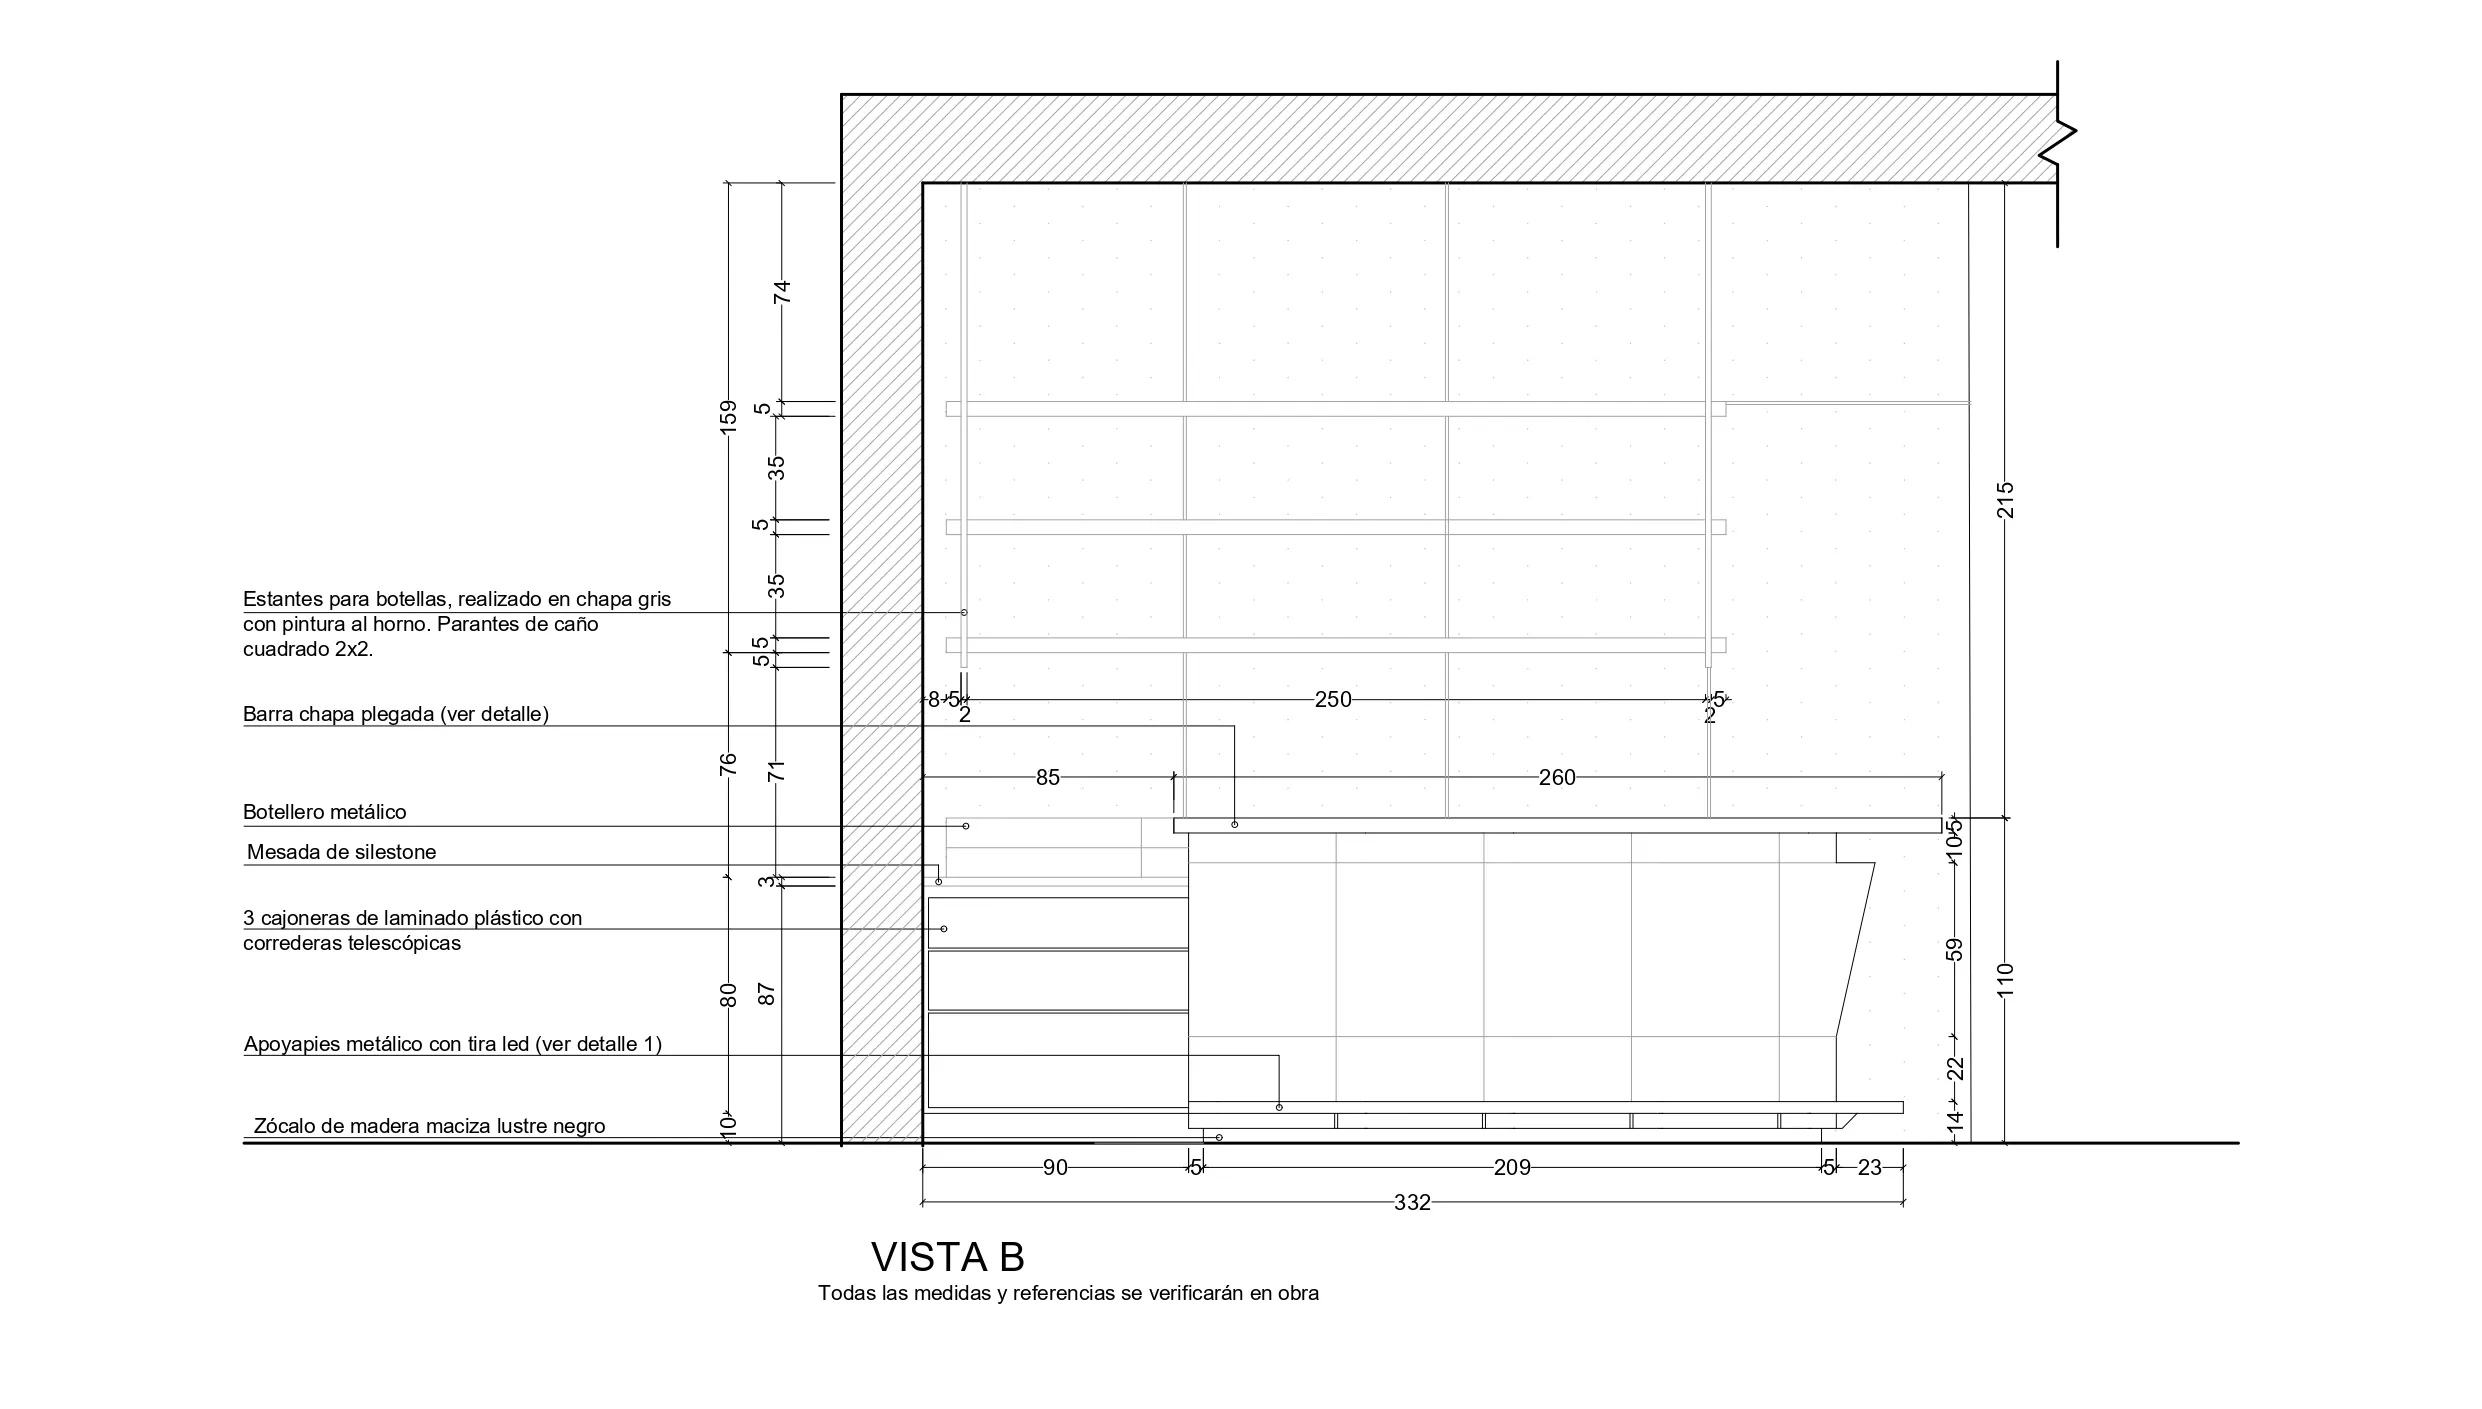 74
159
5
35
5
215
35
Estantes para botellas, realizado en chapa gris
con pintura al horno. Parantes de caño
cuadrado 2x2.
5
5
8 5 250 5
2 2
Barra chapa plegada (ver detalle)
76
71
85 260
Botellero metálico
5
10
Mesada de silestone
3
3 cajoneras de laminado plástico con
correderas telescópicas
59
80
87
110
Apoyapies metálico con tira led (ver detalle 1)
22
Zócalo de madera maciza lustre negro
10
14
90 5 209 5 23
332
VISTA B
Todas las medidas y referencias se verificarán en obra